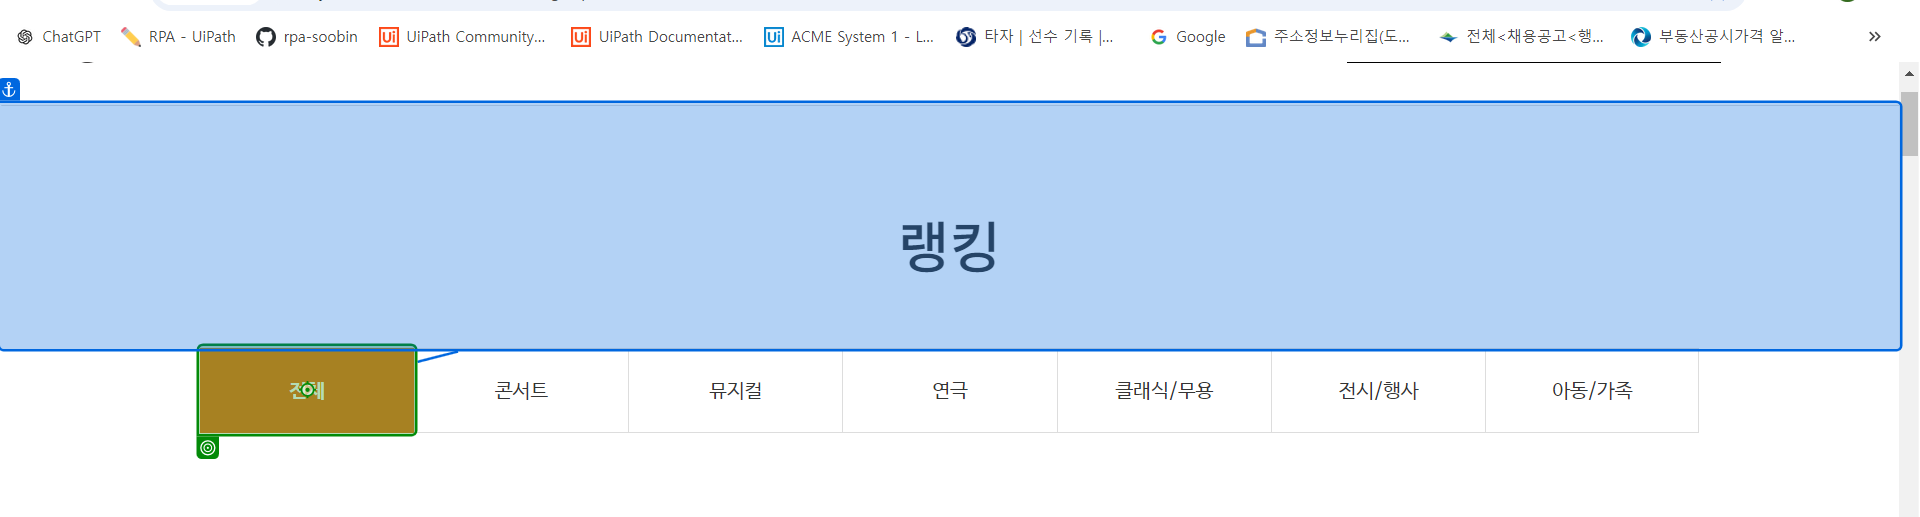 ChatGPT RPA - UiPath rpa-soobin UiPath Community... UiPath Documentat... ACME System 1 - L... 타자 | 선수 기록 |... Google 주소정보누리집(도... 전체<채용공고<행... 부동산공시가격 알... »
랭킹
전체 콘서트 뮤지컬 연극 클래식/무용 전시/행사 아동/가족